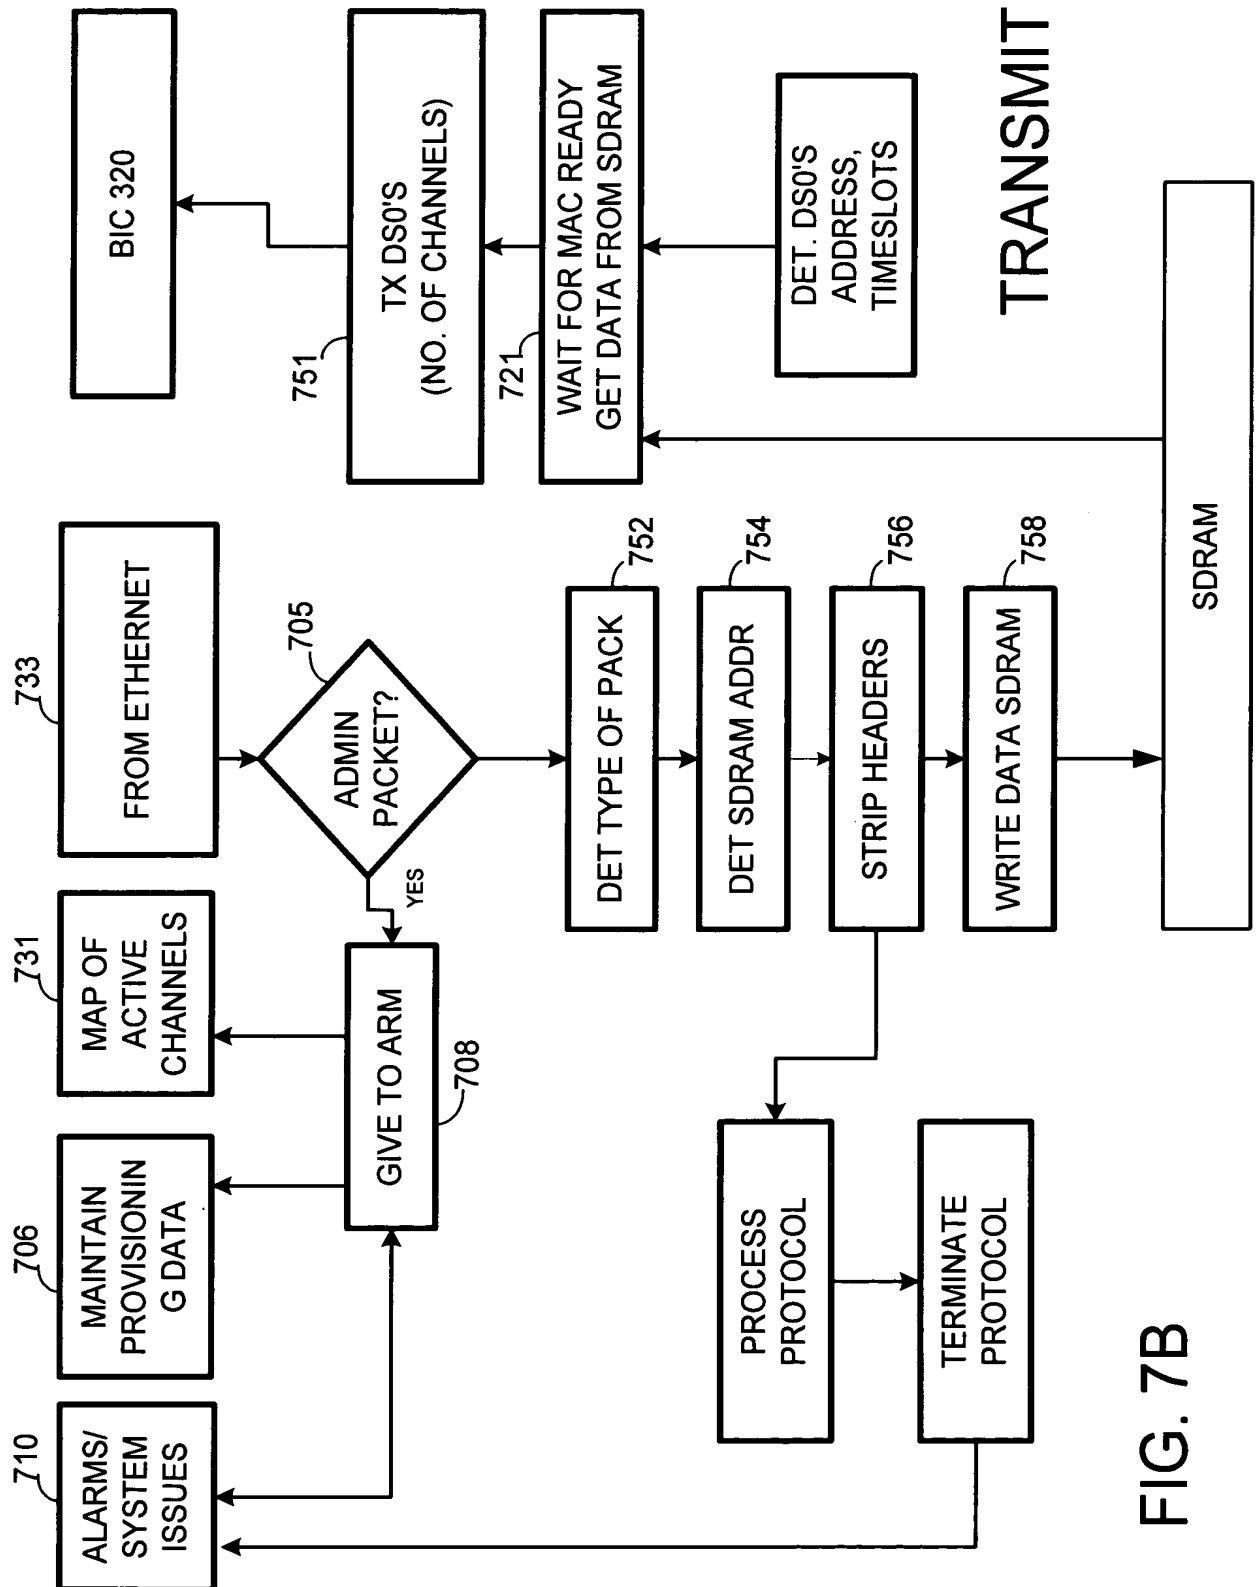 710
ALARMS/
SYSTEM
ISSUES
706
MAINTAIN
PROVISIONIN
G DATA
731
MAP OF
ACTIVE
CHANNELS
733
FROM ETHERNET
BIC 320
705
ADMIN
PACKET?
YES
GIVE TO ARM
708
751
TX DS0'S
(NO. OF CHANNELS)
721
WAIT FOR MAC READY
GET DATA FROM SDRAM
DET. DS0'S
ADDRESS,
TIMESLOTS
752
DET TYPE OF PACK
754
DET SDRAM ADDR
756
STRIP HEADERS
758
WRITE DATA SDRAM
PROCESS
PROTOCOL
TERMINATE
PROTOCOL
SDRAM
TRANSMIT
FIG. 7B